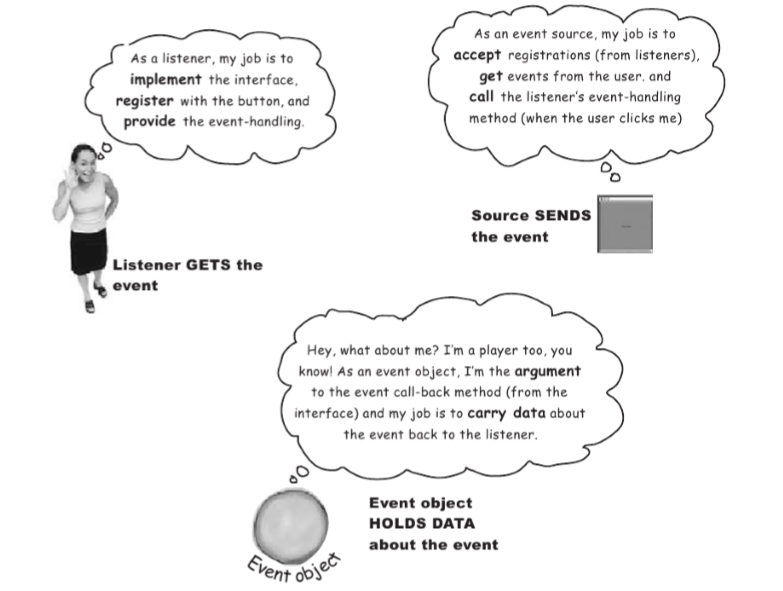 As a listener, my job is to
implement the interface,
register with the button, and
provide the event-handling.
Listener GETS the
event
As an event source, my job is to
accept registrations (from listeners),
get events from the user. and
call the listener's event-handling
method (when the user clicks me)
Source SENDS
the event
Hey, what about me? I'm a player too, you
know! As an event object, I'm the argument
to the event call-back method (from the
interface) and my job is to carry data about
the event back to the listener.
Event object
Event object
HOLDS DATA
about the event